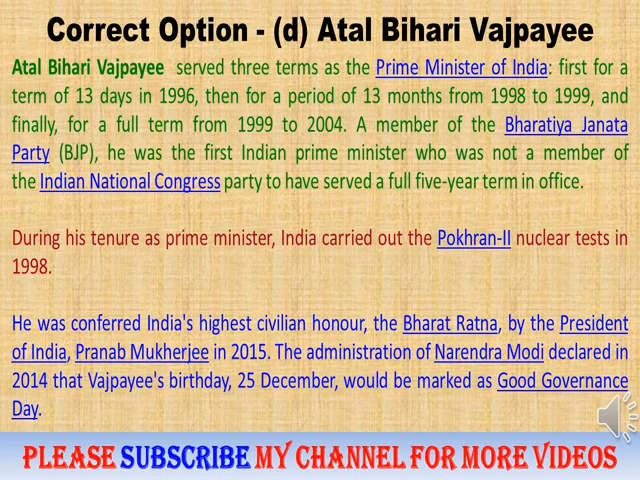 Correct Option - (d) Atal Bihari Vajpayee
Atal Bihari Vajpayee served three terms as the Prime Minister of India: first for a
term of 13 days in 1996, then for a period of 13 months from 1998 to 1999, and
finally, for a full term from 1999 to 2004. A member of the Bharatiya Janata
Party (BJP), he was the first Indian prime minister who was not a member of
the Indian National Congress party to have served a full five-year term in office.
During his tenure as prime minister, India carried out the Pokhran-II nuclear tests in
1998.
He was conferred India's highest civilian honour, the Bharat Ratna, by the President
of India, Pranab Mukherjee in 2015. The administration of Narendra Modi declared in
2014 that Vajpayee's birthday, 25 December, would be marked as Good Governance
Day.
PLEASE SUBSCRIBE MY CHANNEL FOR MORE VIDEOS